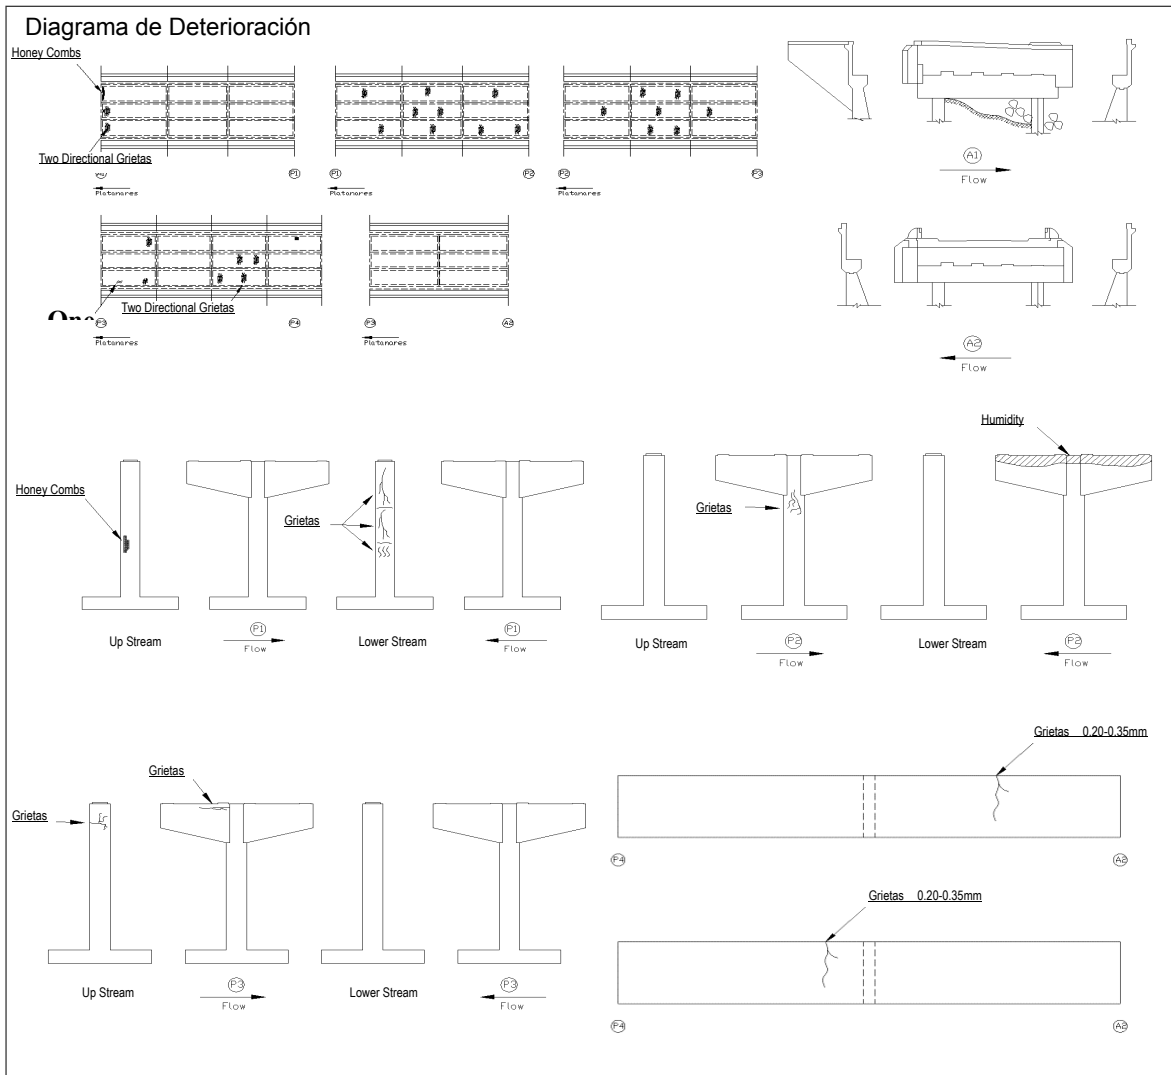 Diagrama de Deterioración
Honey Combs
Two Directional Grietas
P1
P1
P2
P2
P3
Platanares
Platanares
Platanares
A1
Flow
Two Directional Grietas
One
P3
P4
P3
A2
Platanares
Platanares
A2
Flow
Humidity
Honey Combs
Grietas
Grietas
Up Stream
P1
Flow
Lower Stream
P1
Flow
Up Stream
P2
Flow
Lower Stream
P2
Flow
Grietas 0.20-0.35mm
Grietas
Grietas
P4
A2
Grietas 0.20-0.35mm
Up Stream
P3
Flow
Lower Stream
P3
Flow
P4
A2